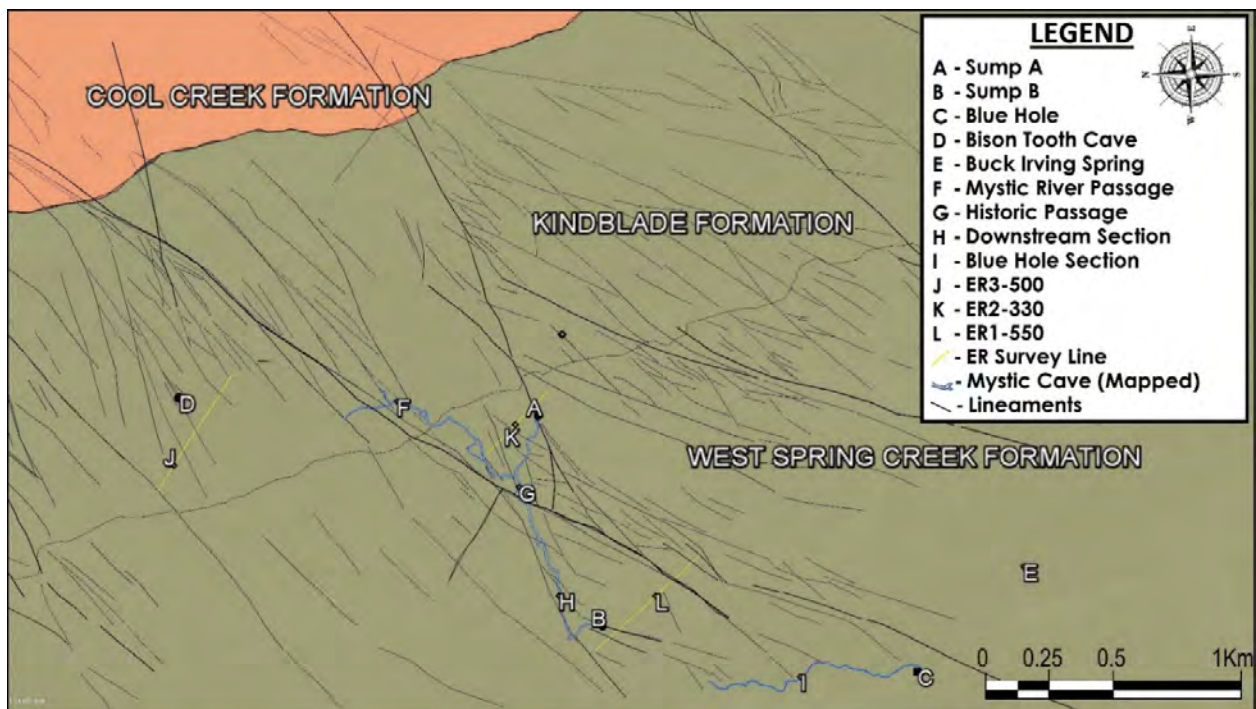 COOL CREEK FORMATION
KINDBLADE FORMATION
WEST SPRING CREEK FORMATION
D
J
F
K
A
G
H
B
L
I
C
E
LEGEND
E
N
S
W
A - Sump A
B - Sump B
C - Blue Hole
D - Bison Tooth Cave
E - Buck Irving Spring
F - Mystic River Passage
G - Historic Passage
H - Downstream Section
I - Blue Hole Section
J - ER3-500
K - ER2-330
L - ER1-550
- ER Survey Line
- Mystic Cave (Mapped)
- Lineaments
0 0.25 0.5 1Km